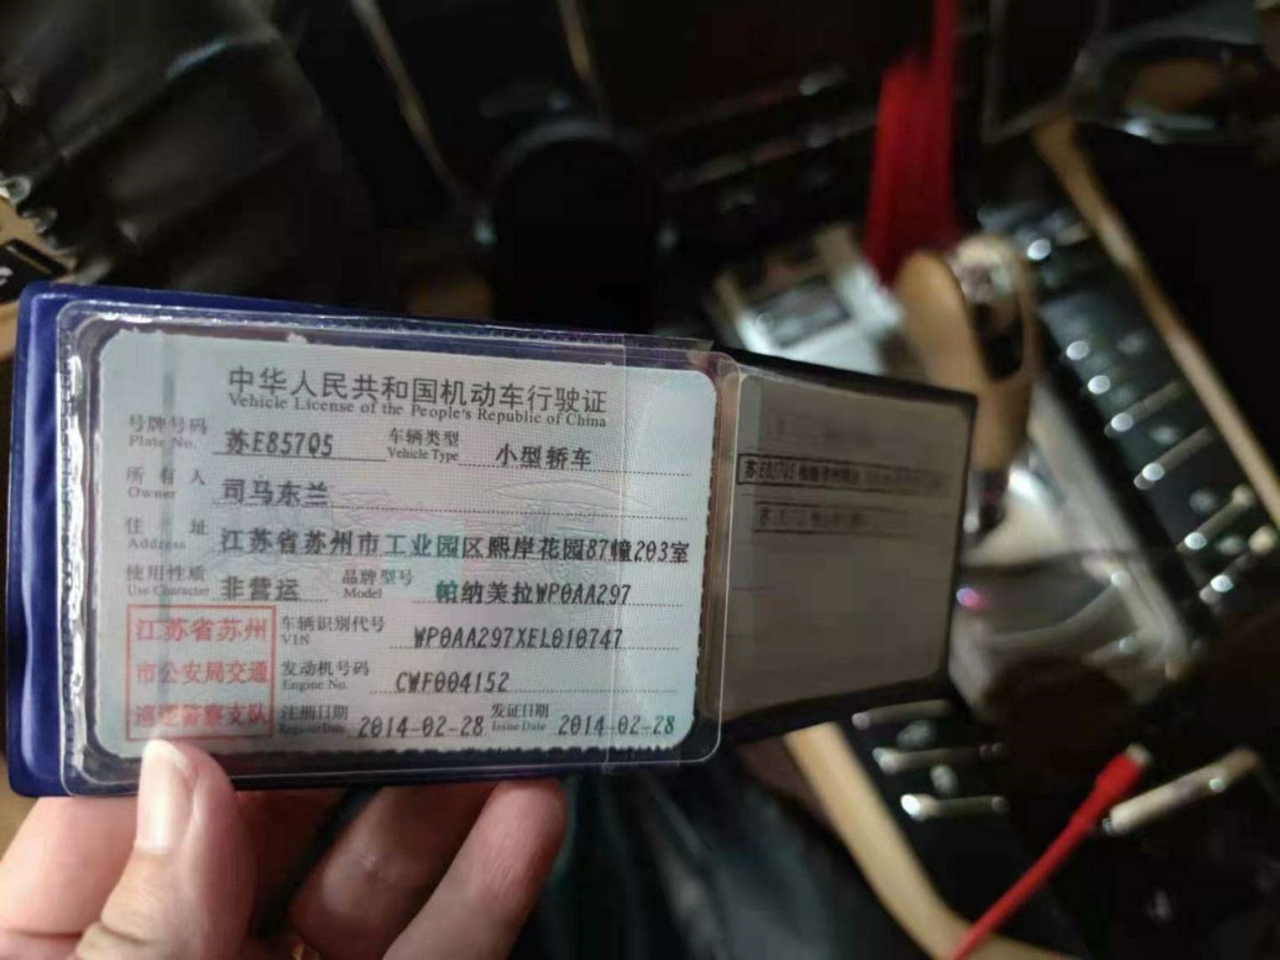 中华人民共和国机动车行驶证
Vehicle License of the People's Republic of China
号牌号码 苏E857Q5 车辆类型 小型轿车
Plate No. Vehicle Type
所有人 司马东兰
Owner
住址 江苏省苏州市工业园区熙岸花园87幢203室
Address
使用性质 非营运 品牌型号 帕纳美拉WP0AA297
Use Character Model
江苏省苏州
市公安局交通
巡逻警察支队
车辆识别代号 WP0AA297XEL010747
VIN
发动机号码 CWF004152
Engine No.
注册日期 2014-02-28 发证日期 2014-02-28
Register Date Issue Date